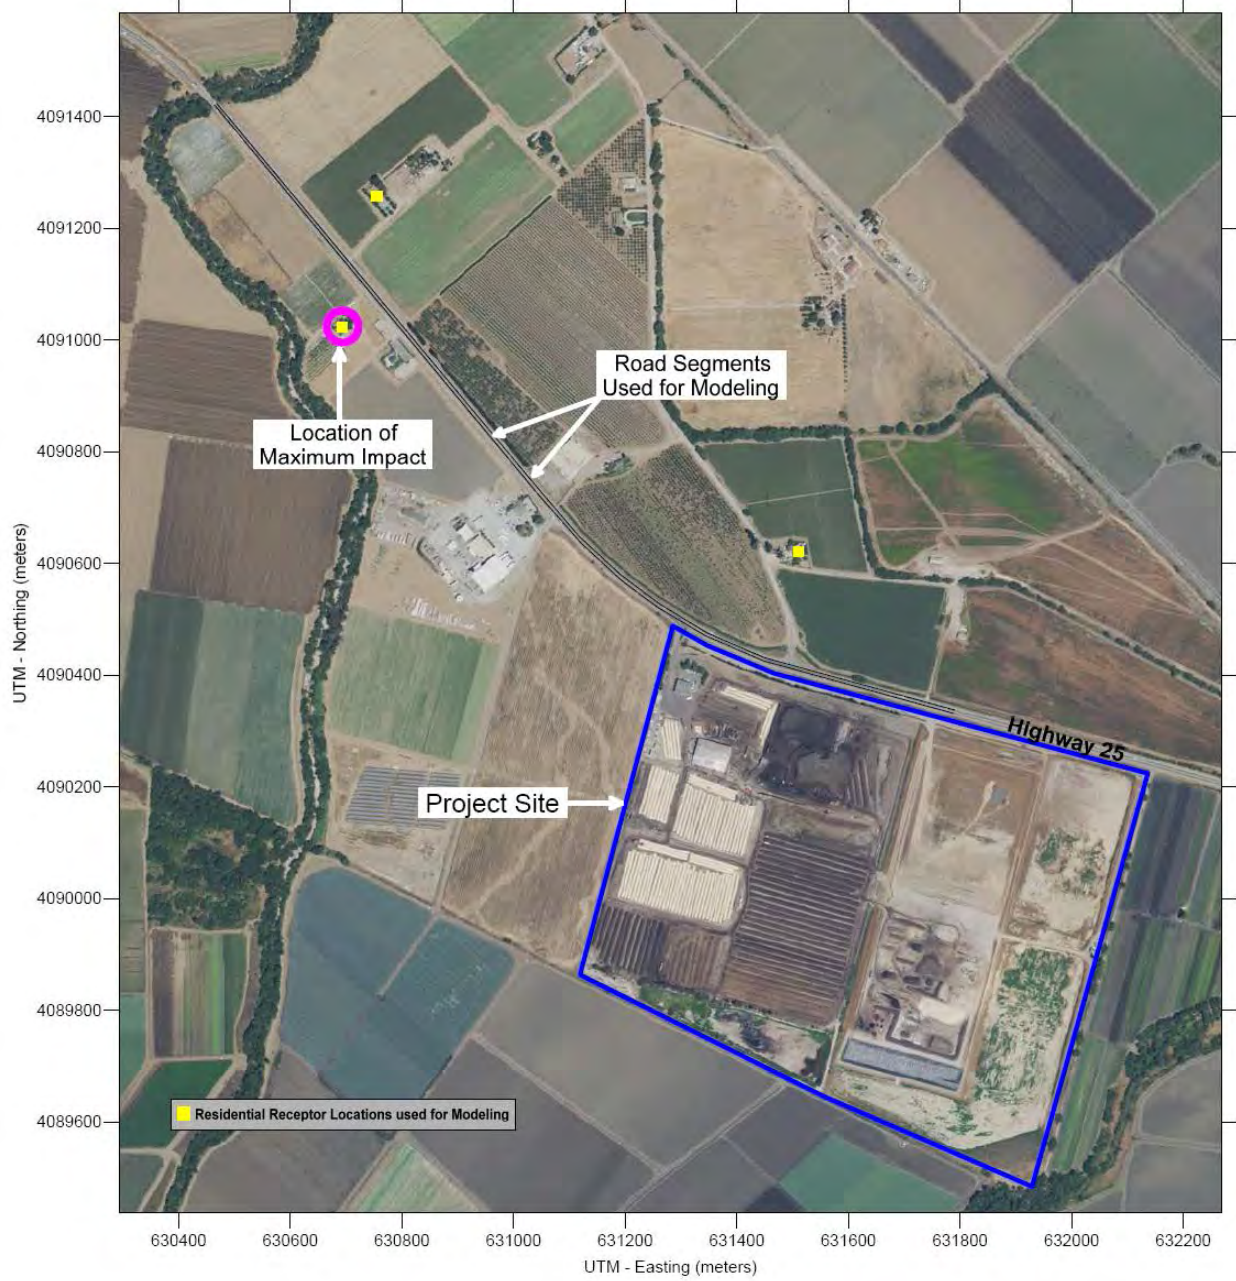 4091400
4091200
4091000
4090800
4090600
4090400
4090200
4090000
4089800
4089600
UTM - Northing (meters)
Road Segments
Used for Modeling
Location of
Maximum Impact
Highway 25
Project Site
Residential Receptor Locations used for Modeling
630400
630600
630800
631000
631200
631400
631600
631800
632000
632200
UTM - Easting (meters)